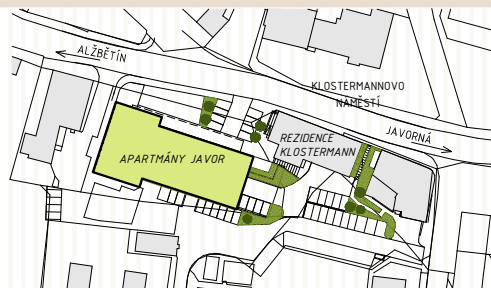 ALŽBĚTÍN
KLOSTERMANNOVO
NÁMĚSTÍ
JAVORNÁ
REZIDENCE
KLOSTERMANN
APARTMÁNY JAVOR